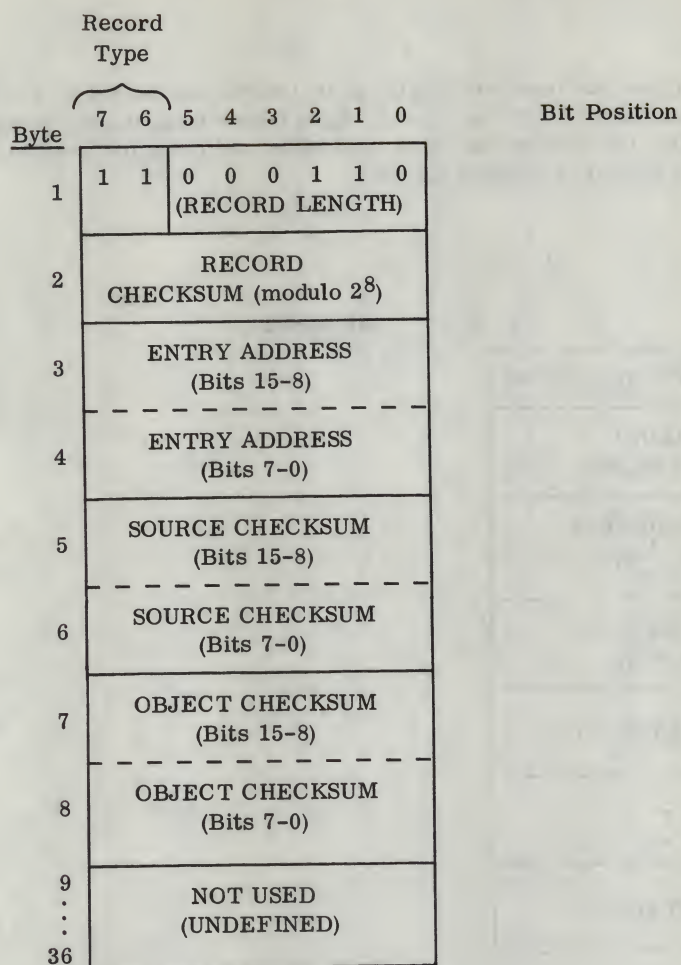 Record
Type
7 6 5 4 3 2 1 0 Bit Position
Byte
1 1 1 0 0 0 1 1 0
(RECORD LENGTH)
2 RECORD
CHECKSUM (modulo 2⁸)
3 ENTRY ADDRESS
(Bits 15-8)
4 ENTRY ADDRESS
(Bits 7-0)
5 SOURCE CHECKSUM
(Bits 15-8)
6 SOURCE CHECKSUM
(Bits 7-0)
7 OBJECT CHECKSUM
(Bits 15-8)
8 OBJECT CHECKSUM
(Bits 7-0)
9 NOT USED
(UNDEFINED)
36